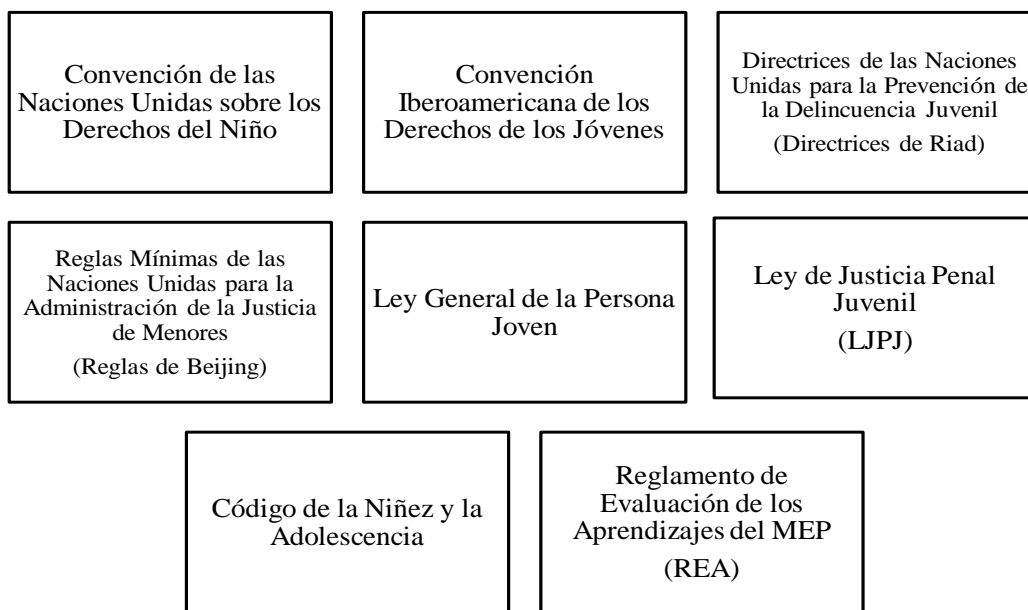 Convención de las
Naciones Unidas sobre los
Derechos del Niño
Convención
Iberoamericana de los
Derechos de los Jóvenes
Directrices de las Naciones
Unidas para la Prevención de
la Delincuencia Juvenil
(Directrices de Riad)
Reglas Mínimas de las
Naciones Unidas para la
Administración de la Justicia
de Menores
(Reglas de Beijing)
Ley General de la Persona
Joven
Ley de Justicia Penal
Juvenil
(LJPJ)
Código de la Niñez y la
Adolescencia
Reglamento de
Evaluación de los
Aprendizajes del MEP
(REA)